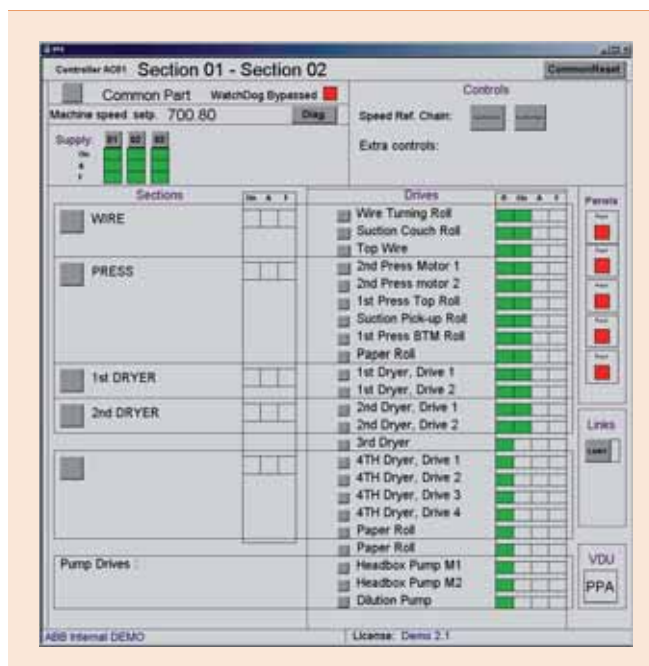 Controller AC01 Section 01 - Section 02
CommonReset
Common Part WatchDog Bypassed
Machine speed setp. 700.80 Diag
Supply: 01 02 03
On
A
F
Controls
Speed Ref. Chain:
Extra controls:
Sections
On A F
WIRE
PRESS
1st DRYER
2nd DRYER
Pump Drives :
Drives
R On A F
Wire Turning Roll
Suction Couch Roll
Top Wire
2nd Press Motor 1
2nd Press motor 2
1st Press Top Roll
Suction Pick-up Roll
1st Press BTM Roll
Paper Roll
1st Dryer, Drive 1
1st Dryer, Drive 2
2nd Dryer, Drive 1
2nd Dryer, Drive 2
3rd Dryer
4TH Dryer, Drive 1
4TH Dryer, Drive 2
4TH Dryer, Drive 3
4TH Dryer, Drive 4
Paper Roll
Paper Roll
Headbox Pump M1
Headbox Pump M2
Dilution Pump
Panels
Links
VDU
PPA
ABB Internal DEMO
License: Demo 2.1